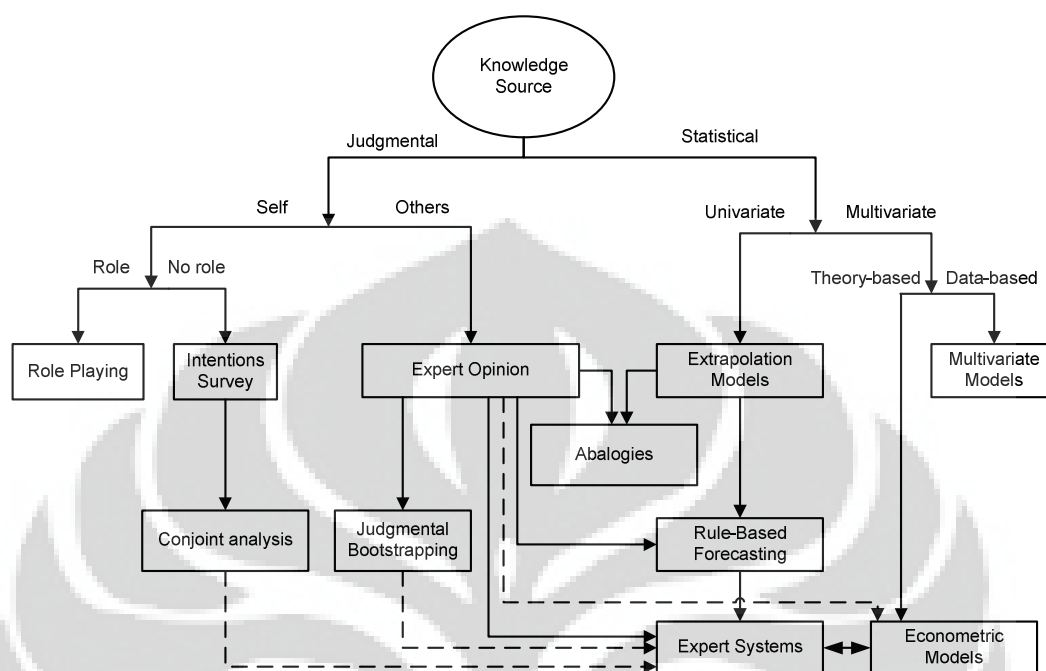 Knowledge
Source
Judgmental
Statistical
Self
Others
Univariate
Multivariate
Role
No role
Theory-based
Data-based
Role Playing
Intentions
Survey
Expert Opinion
Extrapolation
Models
Multivariate
Models
Abalogies
Conjoint analysis
Judgmental
Bootstrapping
Rule-Based
Forecasting
Expert Systems
Econometric
Models